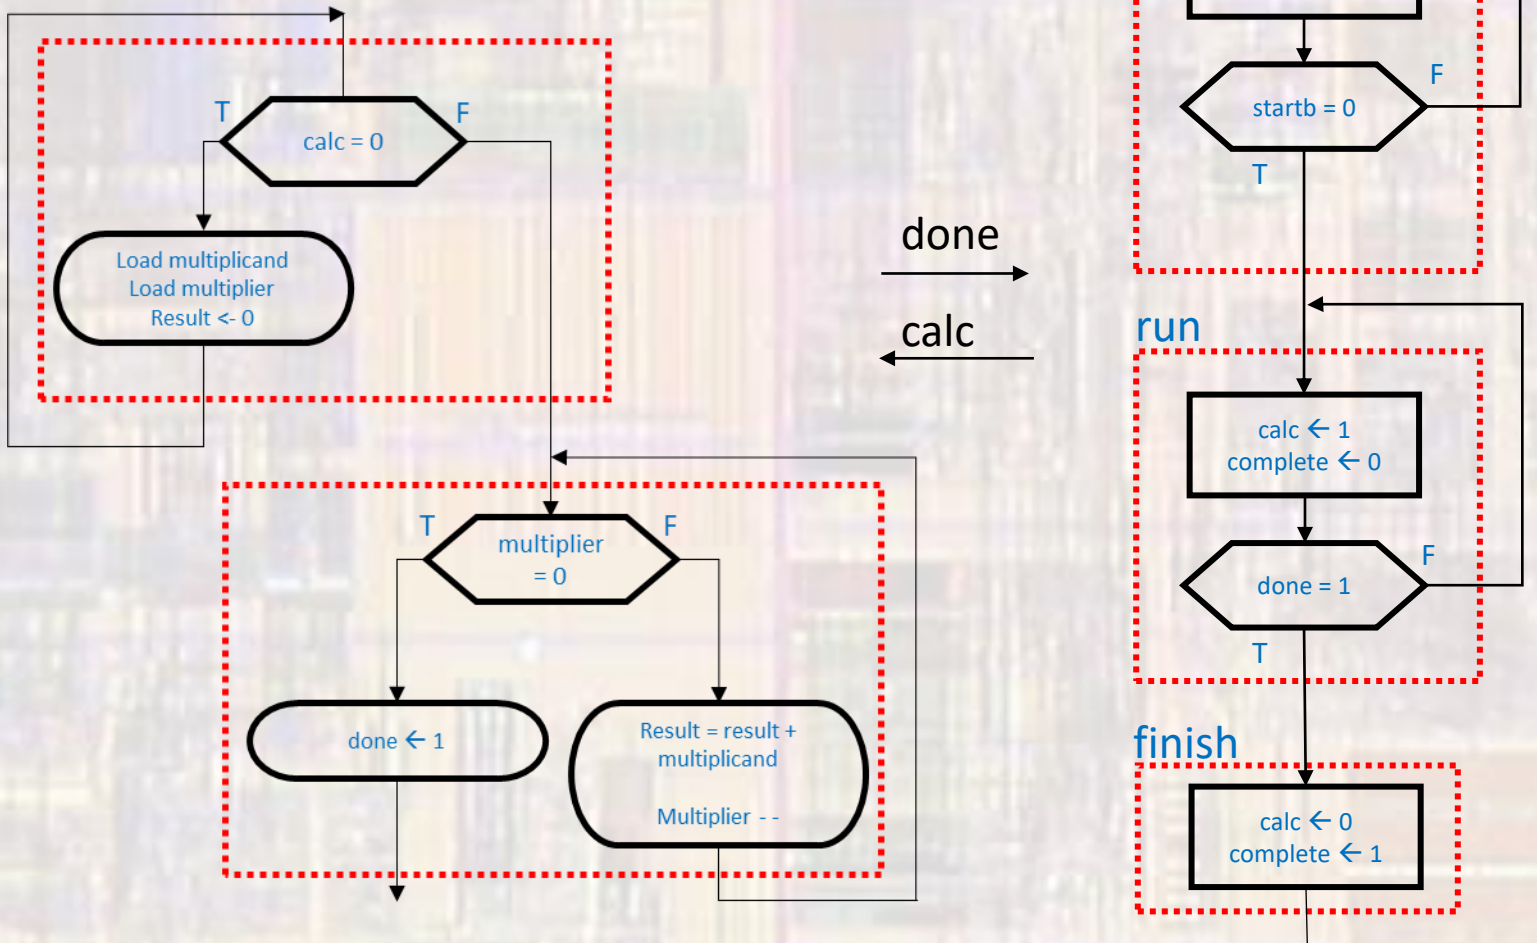 T
F
calc = 0
Load multiplicand
Load multiplier
Result <- 0
T
F
multiplier
= 0
done ← 1
Result = result +
multiplicand
Multiplier - -
done
calc
F
startb = 0
T
run
calc ← 1
complete ← 0
F
done = 1
T
finish
calc ← 0
complete ← 1